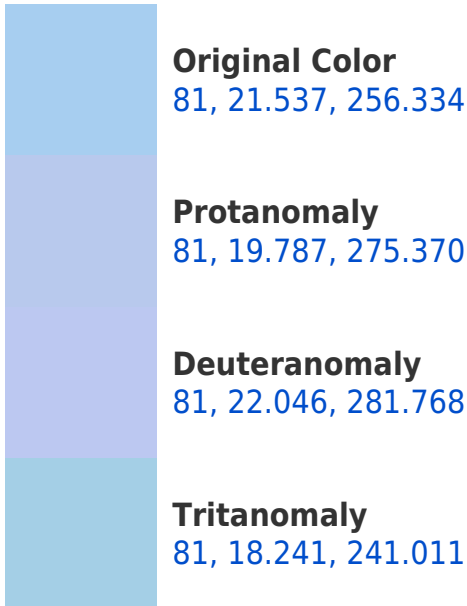 Original Color
81, 21.537, 256.334
Protanomaly
81, 19.787, 275.370
Deuteranomaly
81, 22.046, 281.768
Tritanomaly
81, 18.241, 241.011